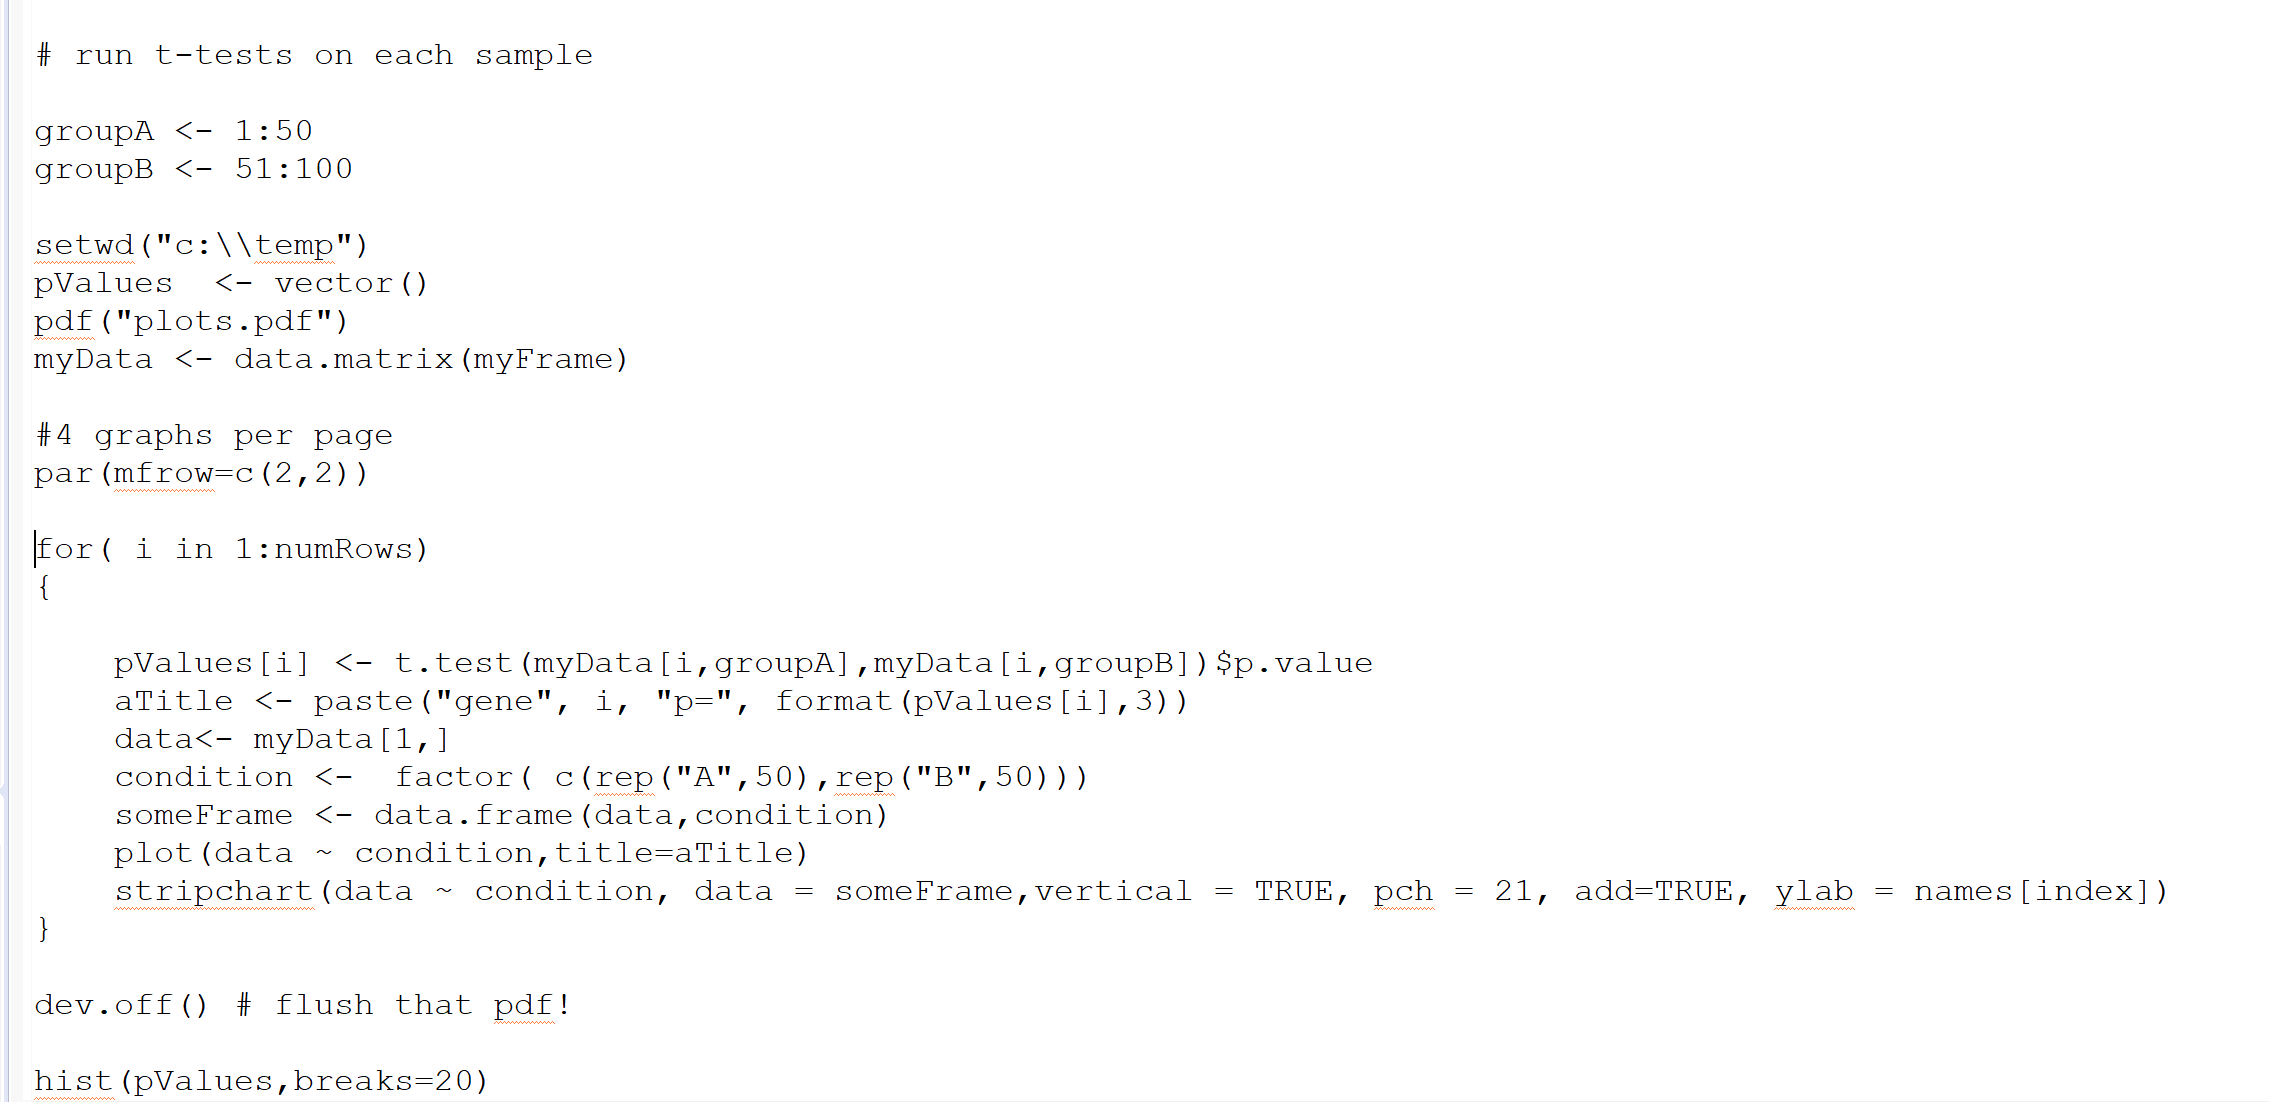 # run t-tests on each sample
groupA <- 1:50
groupB <- 51:100
setwd("c:\\temp")
pValues  <- vector()
pdf("plots.pdf")
myData <- data.matrix(myFrame)
#4 graphs per page
par(mfrow=c(2,2))
for( i in 1:numRows)
{
    pValues[i] <- t.test(myData[i,groupA],myData[i,groupB])$p.value
    aTitle <- paste("gene", i, "p=", format(pValues[i],3))
    data<- myData[1,]
    condition <-  factor( c(rep("A",50),rep("B",50)))
    someFrame <- data.frame(data,condition)
    plot(data ~ condition,title=aTitle)
    stripchart(data ~ condition, data = someFrame,vertical = TRUE, pch = 21, add=TRUE, ylab = names[index])
}
dev.off() # flush that pdf!
hist(pValues,breaks=20)